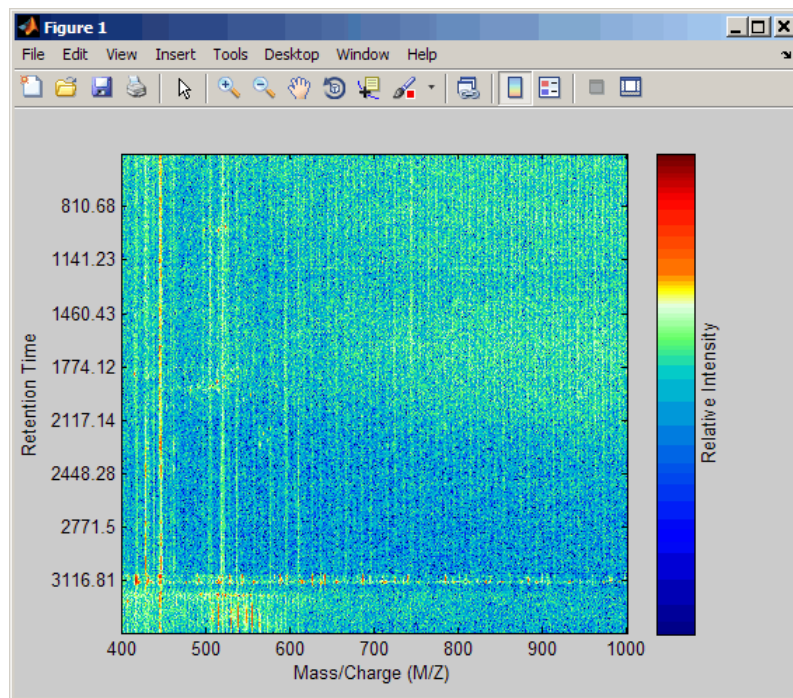 Figure 1
File Edit View Insert Tools Desktop Window Help
810.68
1141.23
1460.43
1774.12
2117.14
2448.28
2771.5
3116.81
Retention Time
400 500 600 700 800 900 1000
Mass/Charge (M/Z)
Relative Intensity